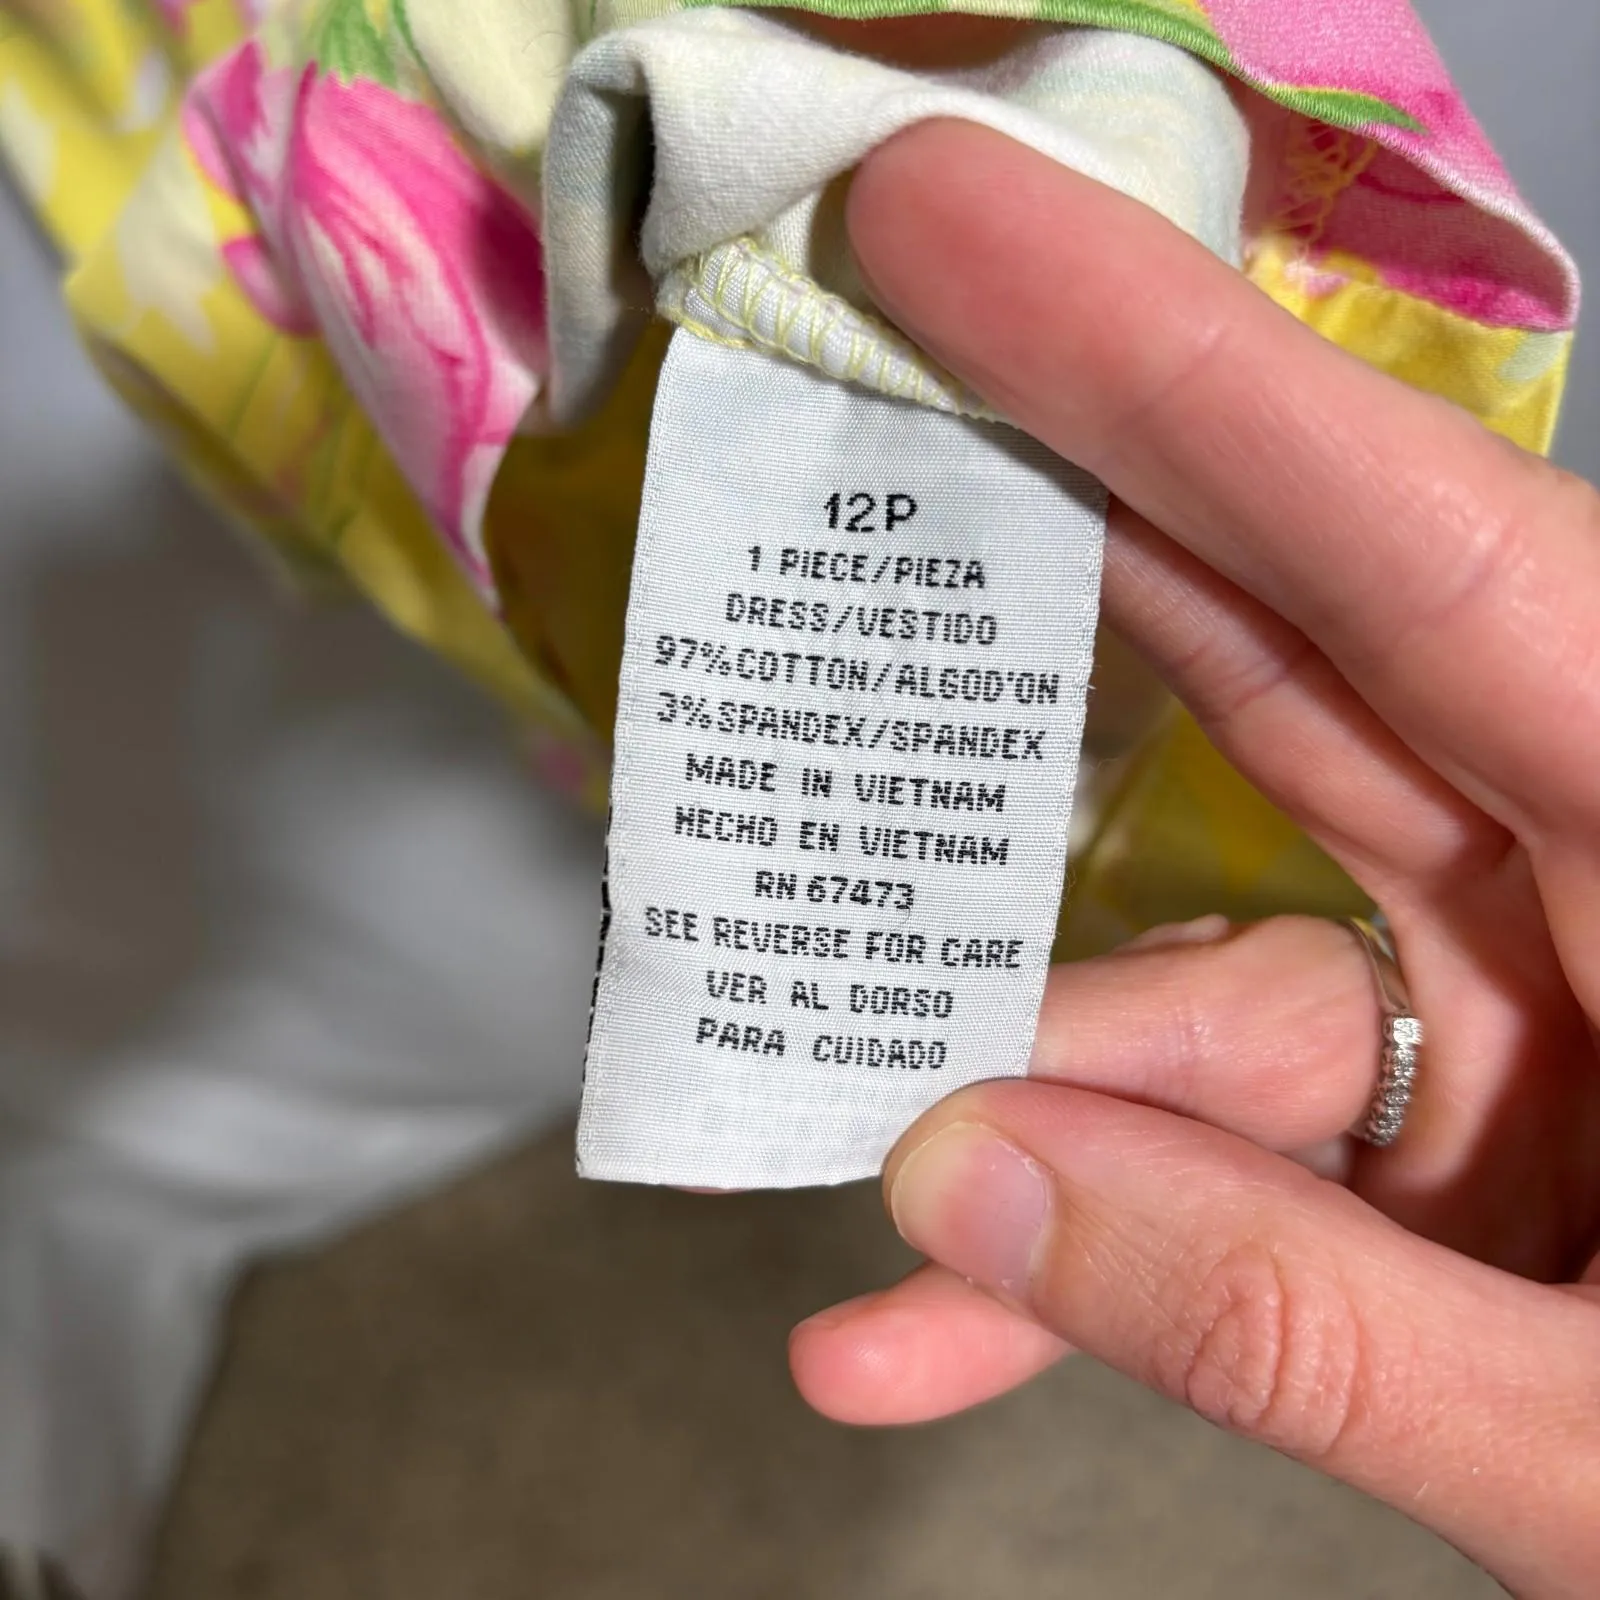 12P
1 PIECE/PIEZA
DRESS/VESTIDO
97%COTTON/ALGOD'ON
3%SPANDEX/SPANDEX
MADE IN VIETNAM
HECHO EN VIETNAM
RN 67473
SEE REVERSE FOR CARE
VER AL DORSO
PARA CUIDADO